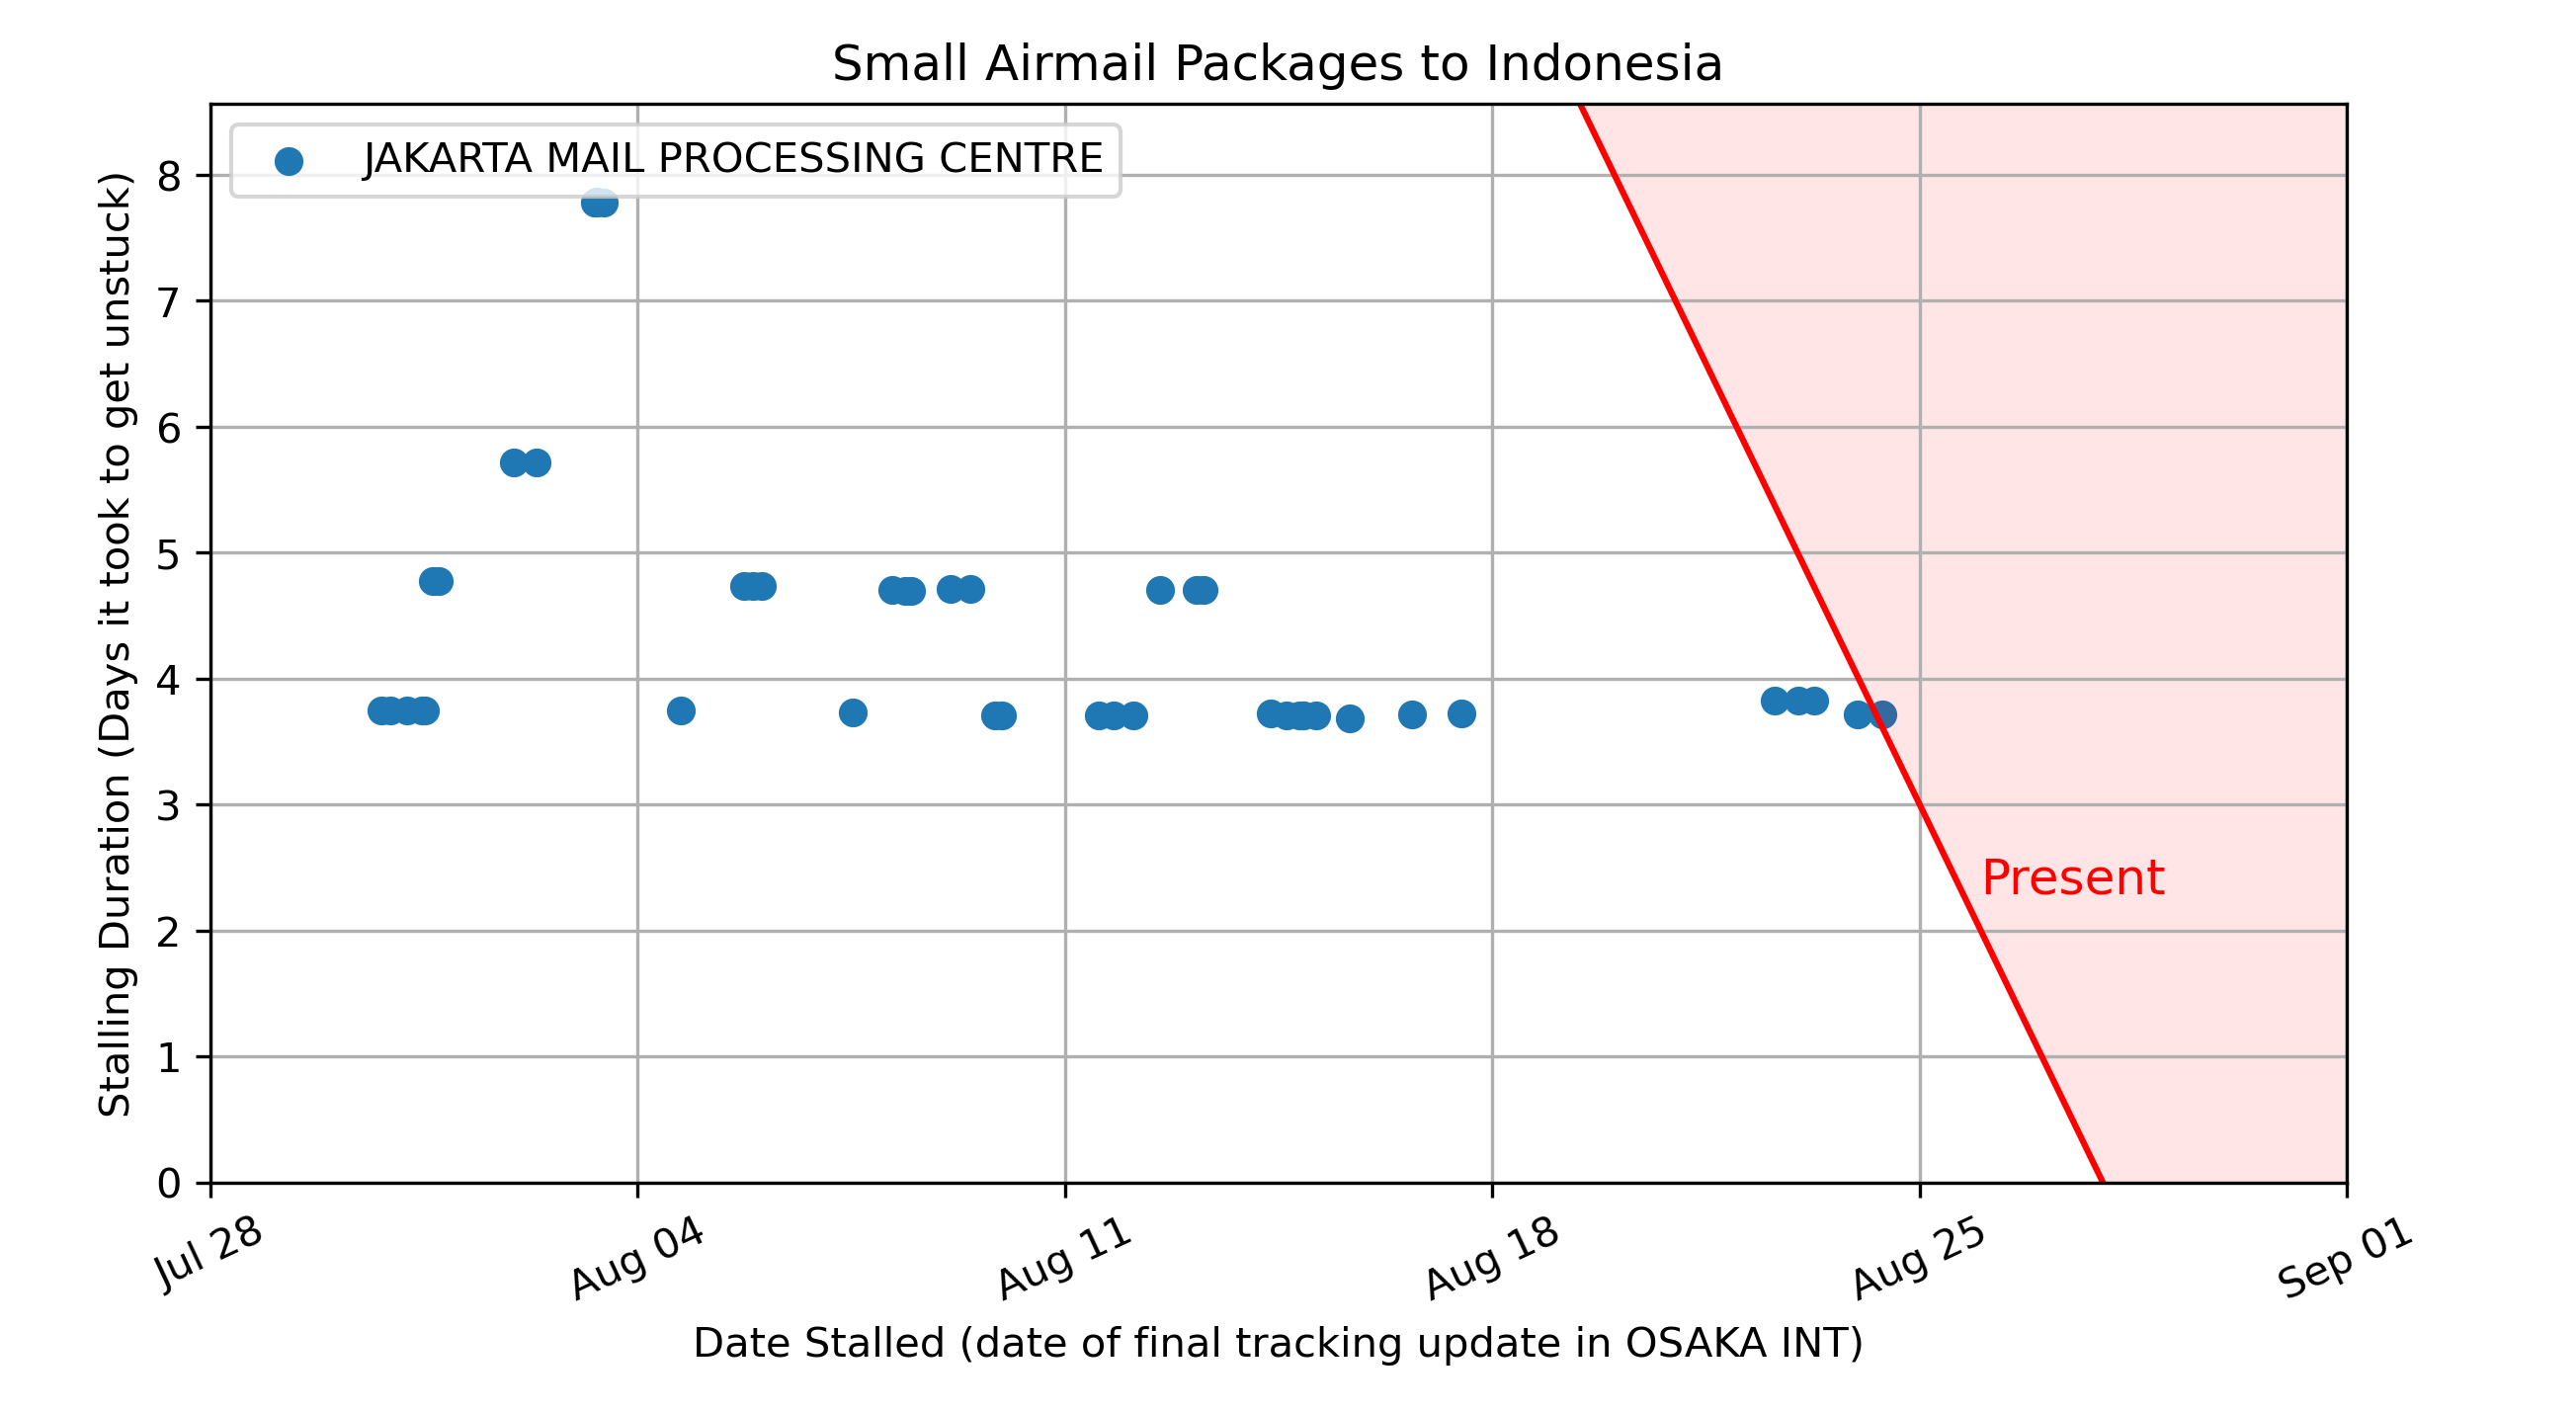 Small Airmail Packages to Indonesia
JAKARTA MAIL PROCESSING CENTRE
Stalling Duration (Days it took to get unstuck)
8
7
6
5
4
3
2
1
0
Present
Jul 28
Aug 04
Aug 11
Aug 18
Aug 25
Sep 01
Date Stalled (date of final tracking update in OSAKA INT)